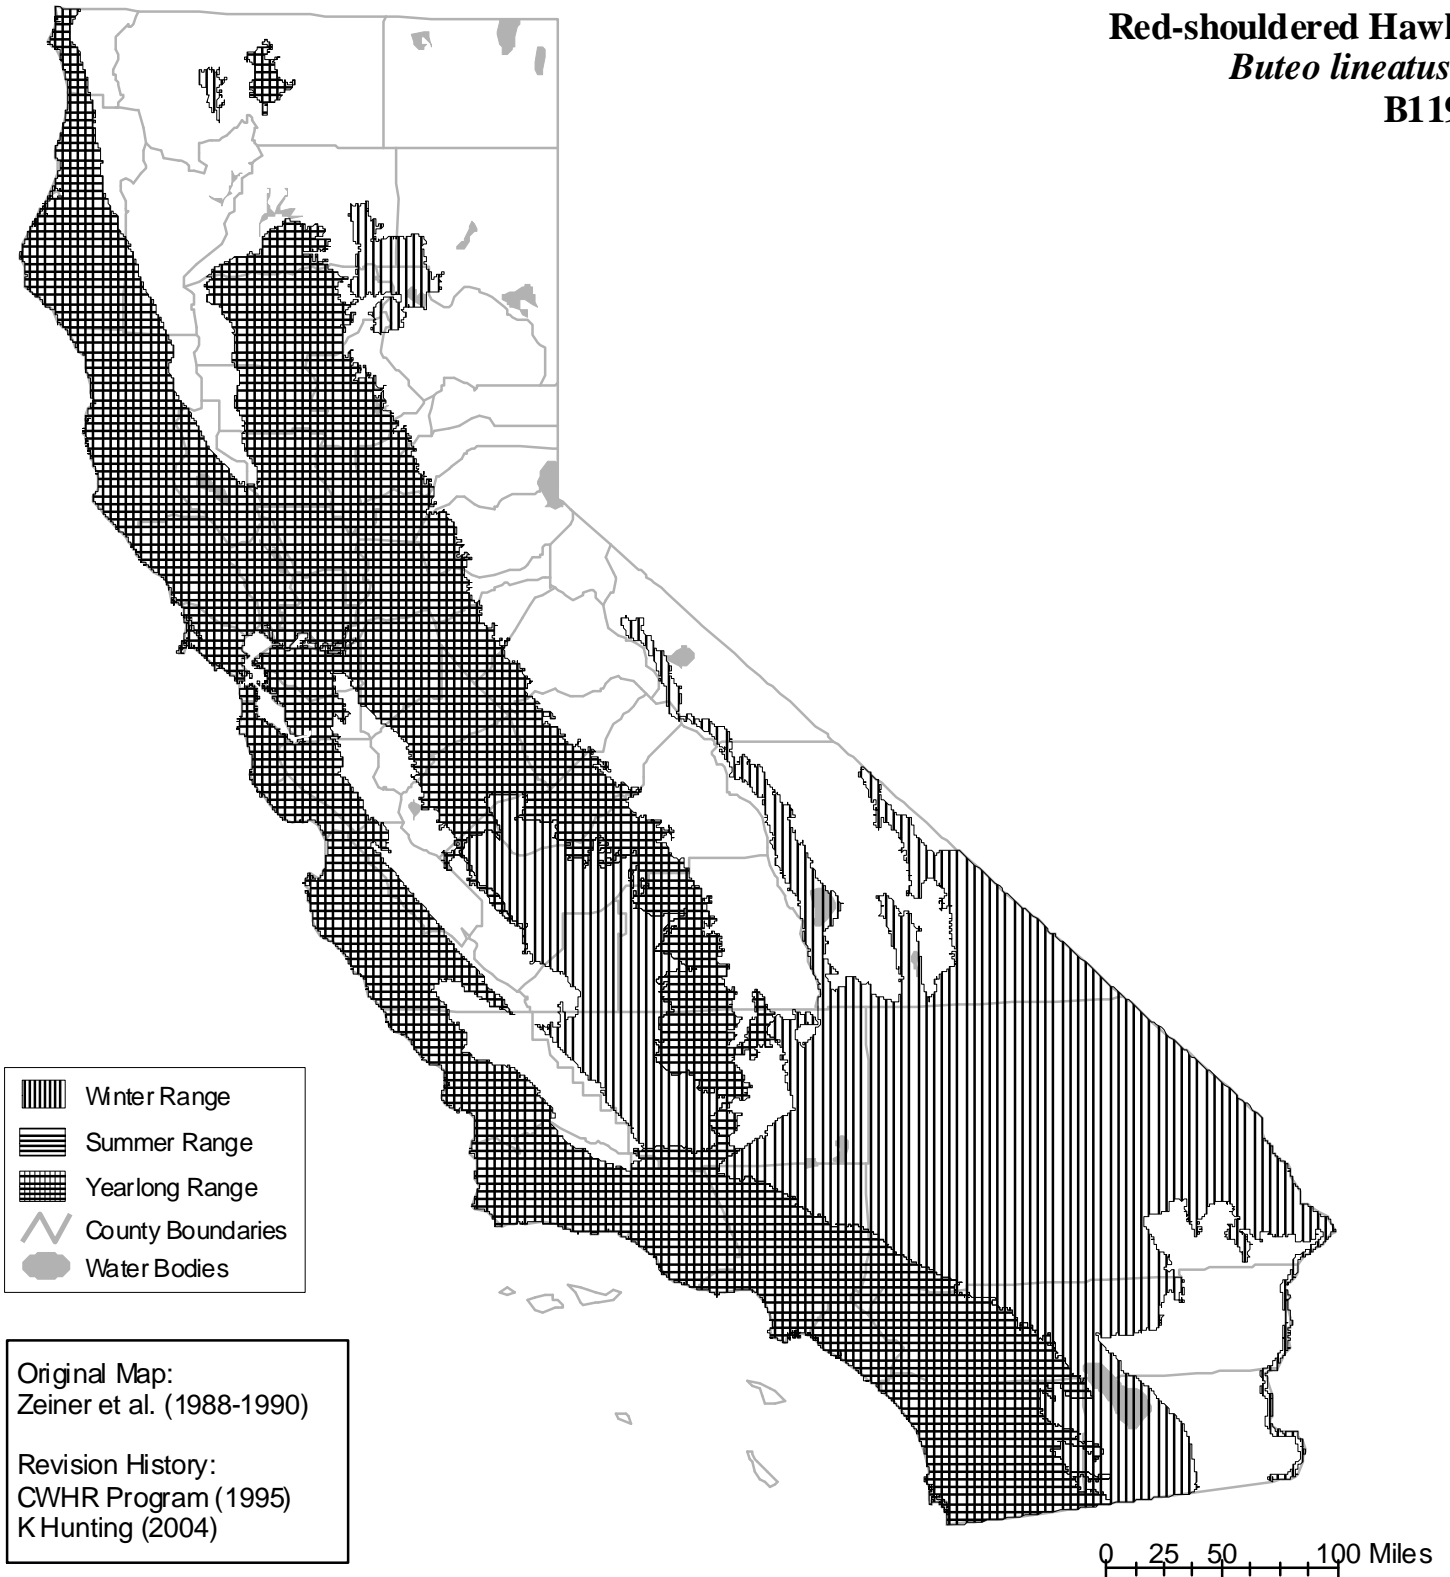 Red-shouldered Hawk
Buteo lineatus
B119
Winter Range
Summer Range
Yearlong Range
County Boundaries
Water Bodies
Original Map:
Zeiner et al. (1988-1990)
Revision History:
CWHR Program (1995)
K Hunting (2004)
0 25 50 100 Miles